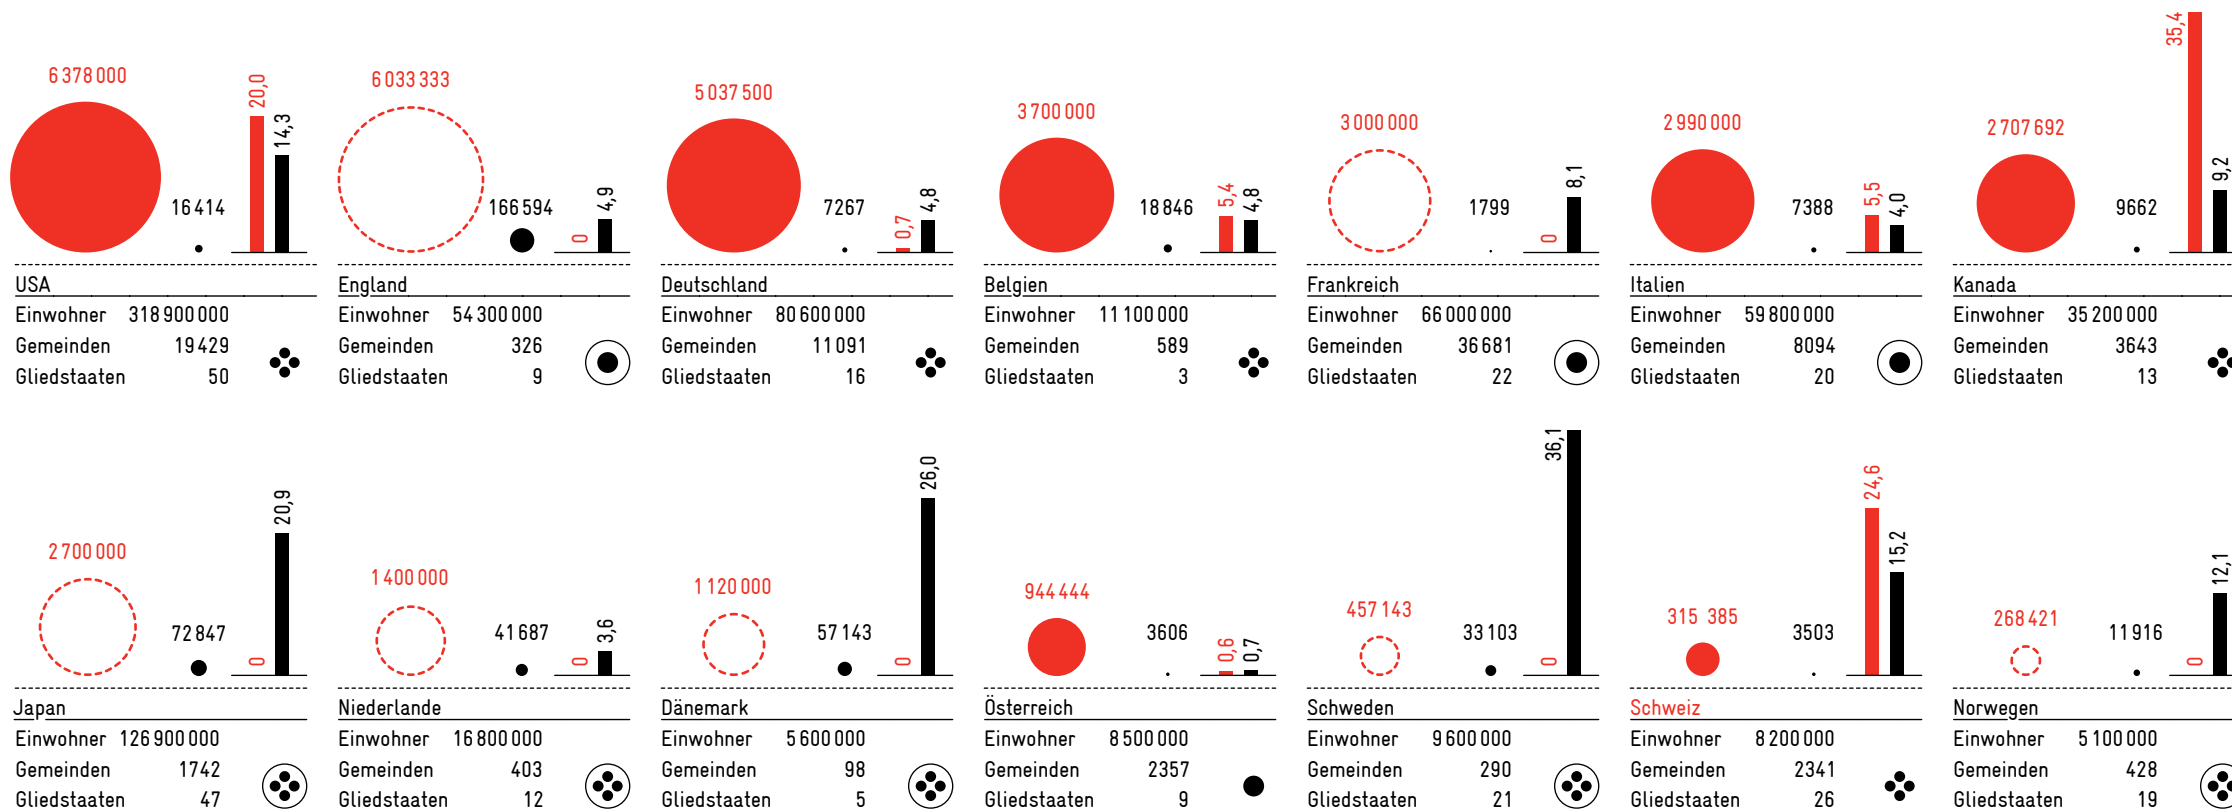 6 378 000
16 414
20,0
14,3
USA
Einwohner 318 900 000
Gemeinden 19 429
Gliedstaaten 50
6 033 333
166 594
0
4,9
England
Einwohner 54 300 000
Gemeinden 326
Gliedstaaten 9
5 037 500
7267
0,7
4,8
Deutschland
Einwohner 80 600 000
Gemeinden 11 091
Gliedstaaten 16
3 700 000
18 846
5,4
4,8
Belgien
Einwohner 11 100 000
Gemeinden 589
Gliedstaaten 3
3 000 000
1799
0
8,1
Frankreich
Einwohner 66 000 000
Gemeinden 36 681
Gliedstaaten 22
2 990 000
7388
5,5
4,0
Italien
Einwohner 59 800 000
Gemeinden 8094
Gliedstaaten 20
2 707 692
9662
35,4
9,2
Kanada
Einwohner 35 200 000
Gemeinden 3643
Gliedstaaten 13
2 700 000
72 847
0
20,9
Japan
Einwohner 126 900 000
Gemeinden 1742
Gliedstaaten 47
1 400 000
41 687
0
3,6
Niederlande
Einwohner 16 800 000
Gemeinden 403
Gliedstaaten 12
1 120 000
57 143
0
26,0
Dänemark
Einwohner 5 600 000
Gemeinden 98
Gliedstaaten 5
944 444
3606
0,6
0,7
Österreich
Einwohner 8 500 000
Gemeinden 2357
Gliedstaaten 9
457 143
33 103
0
36,1
Schweden
Einwohner 9 600 000
Gemeinden 290
Gliedstaaten 21
315 385
3503
24,6
15,2
Schweiz
Einwohner 8 200 000
Gemeinden 2341
Gliedstaaten 26
268 421
11 916
0
12,1
Norwegen
Einwohner 5 100 000
Gemeinden 428
Gliedstaaten 19